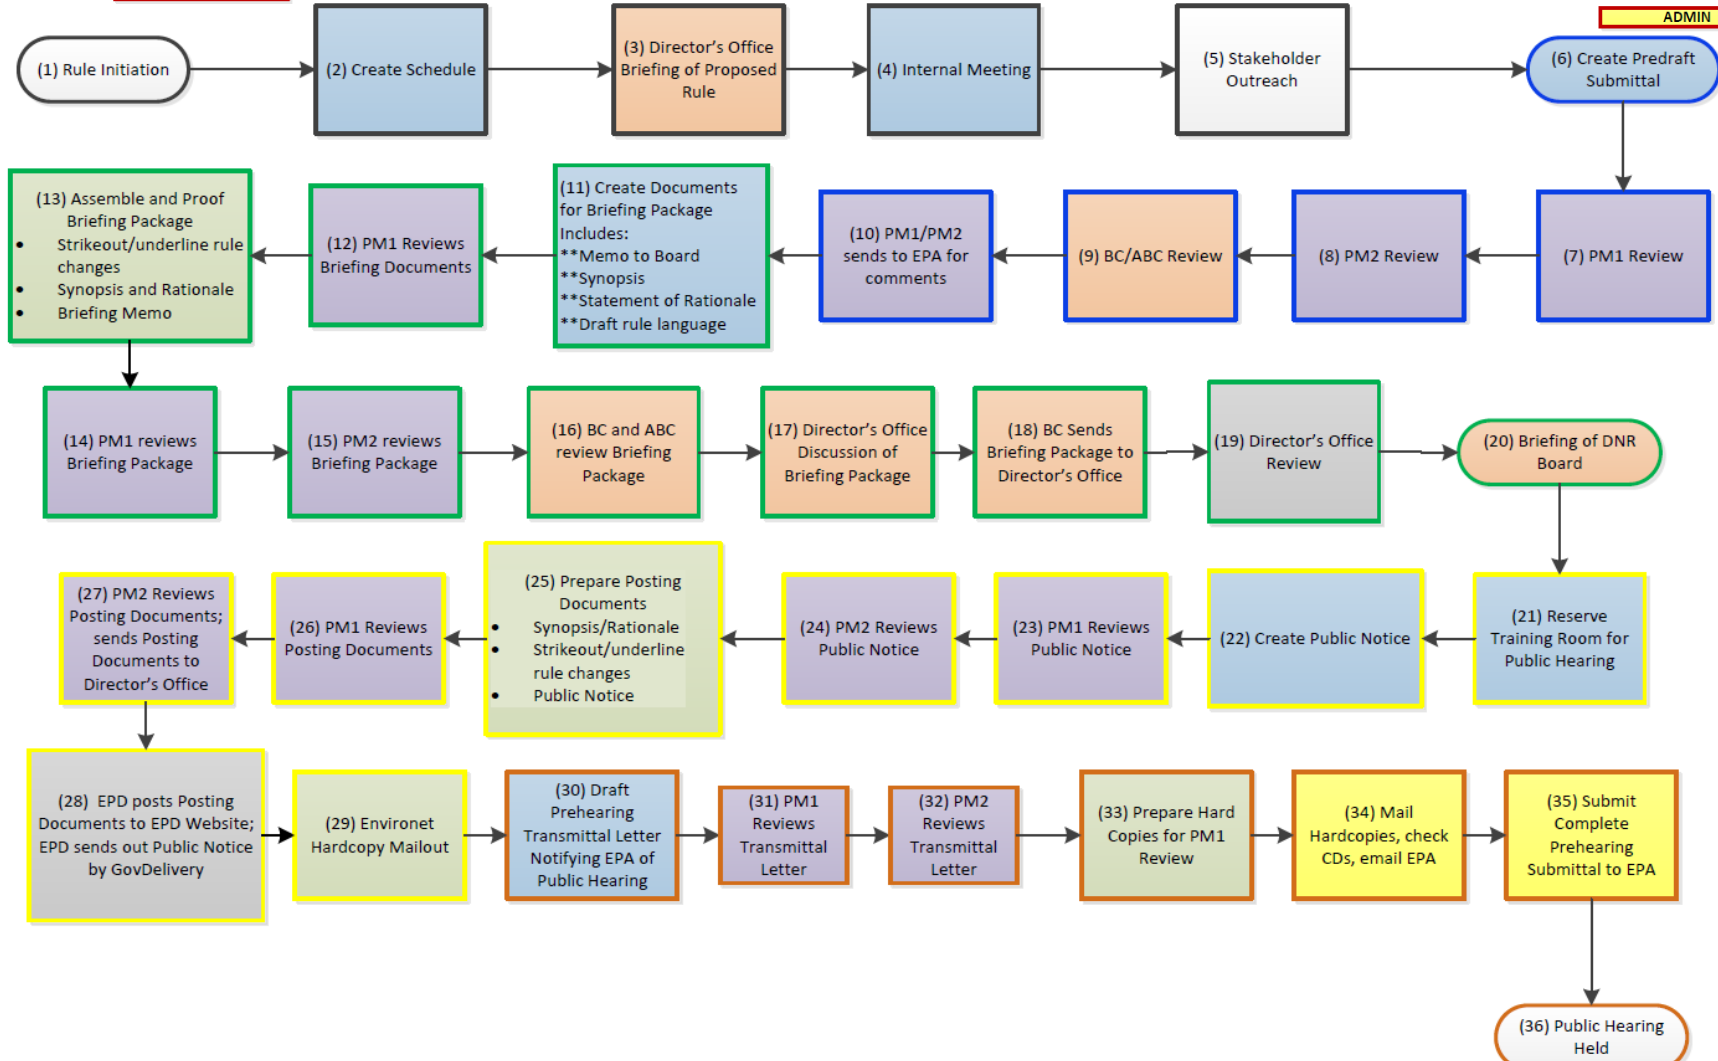 ADMIN
(1) Rule Initiation
(2) Create Schedule
(3) Director's Office
Briefing of Proposed
Rule
(4) Internal Meeting
(5) Stakeholder
Outreach
(6) Create Predraft
Submittal
(7) PM1 Review
(8) PM2 Review
(9) BC/ABC Review
(10) PM1/PM2
sends to EPA for
comments
(11) Create Documents
for Briefing Package
Includes:
**Memo to Board
**Synopsis
**Statement of Rationale
**Draft rule language
(12) PM1 Reviews
Briefing Documents
(13) Assemble and Proof
Briefing Package
• Strikeout/underline rule
changes
• Synopsis and Rationale
• Briefing Memo
(14) PM1 reviews
Briefing Package
(15) PM2 reviews
Briefing Package
(16) BC and ABC
review Briefing
Package
(17) Director's Office
Discussion of
Briefing Package
(18) BC Sends
Briefing Package to
Director's Office
(19) Director's Office
Review
(20) Briefing of DNR
Board
(21) Reserve
Training Room for
Public Hearing
(22) Create Public Notice
(23) PM1 Reviews
Public Notice
(24) PM2 Reviews
Public Notice
(25) Prepare Posting
Documents
• Synopsis/Rationale
• Strikeout/underline
rule changes
• Public Notice
(26) PM1 Reviews
Posting Documents
(27) PM2 Reviews
Posting Documents;
sends Posting
Documents to
Director's Office
(28) EPD posts Posting
Documents to EPD Website;
EPD sends out Public Notice
by GovDelivery
(29) Environet
Hardcopy Mailout
(30) Draft
Prehearing
Transmittal Letter
Notifying EPA of
Public Hearing
(31) PM1
Reviews
Transmittal
Letter
(32) PM2
Reviews
Transmittal
Letter
(33) Prepare Hard
Copies for PM1
Review
(34) Mail
Hardcopies, check
CDs, email EPA
(35) Submit
Complete
Prehearing
Submittal to EPA
(36) Public Hearing
Held